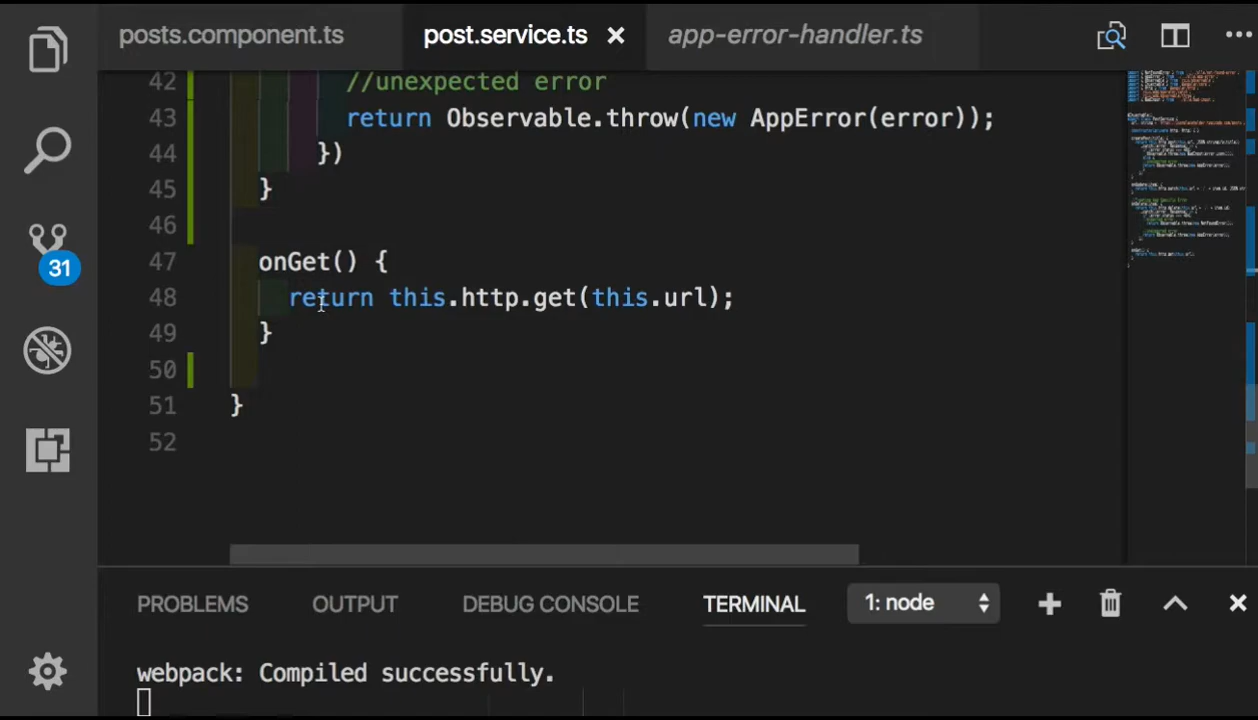 posts.component.ts post.service.ts app-error-handler.ts
42 //unexpected error
43 return Observable.throw(new AppError(error));
44 })
45 }
46
47 onGet() {
48 return this.http.get(this.url);
49 }
50
51 }
52
31
PROBLEMS OUTPUT DEBUG CONSOLE TERMINAL 1: node
webpack: Compiled successfully.